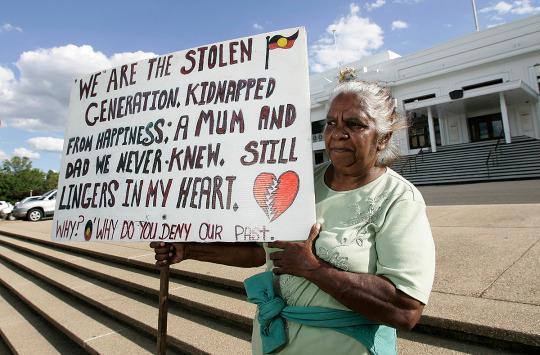 "WE" ARE THE STOLEN
GENERATION. KIDNAPPED
FROM HAPPINESS; A MUM AND
DAD WE NEVER-KNEW. STILL
LINGERS IN MY HEART.
WHY? 'WHY DO YOU DENY OUR PAST.